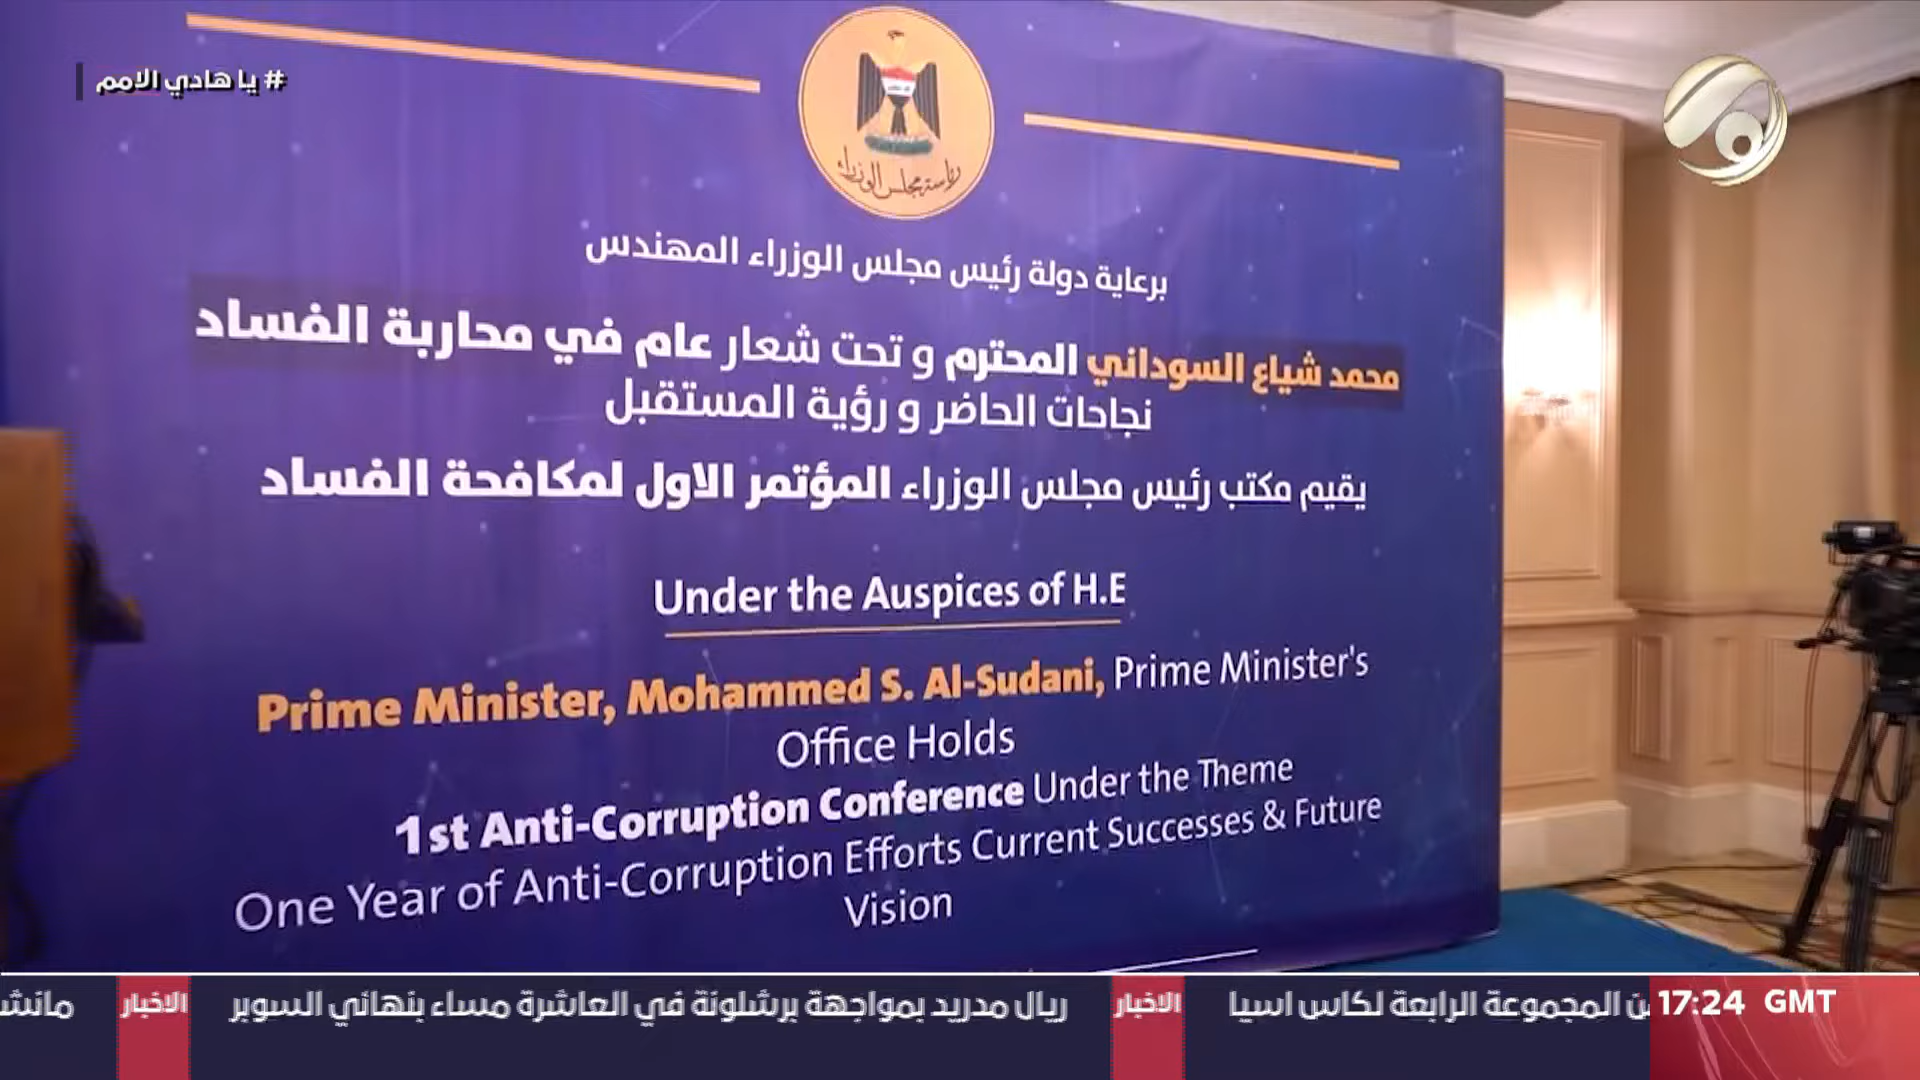 # يا هادي الامم
رئاسة مجلس الوزراء
برعاية دولة رئيس مجلس الوزراء المهندس
محمد شياع السوداني المحترم و تحت شعار عام في محاربة الفساد
نجاحات الحاضر و رؤية المستقبل
يقيم مكتب رئيس مجلس الوزراء المؤتمر الاول لمكافحة الفساد
Under the Auspices of H.E
Prime Minister, Mohammed S. Al-Sudani, Prime Minister's
Office Holds
1st Anti-Corruption Conference Under the Theme
One Year of Anti-Corruption Efforts Current Successes & Future
Vision
17:24 GMT
المجموعة الرابعة لكاس اسيا الاخبار ريال مدريد بمواجهة برشلونة في العاشرة مساء بنهائي السوبر الاخبار